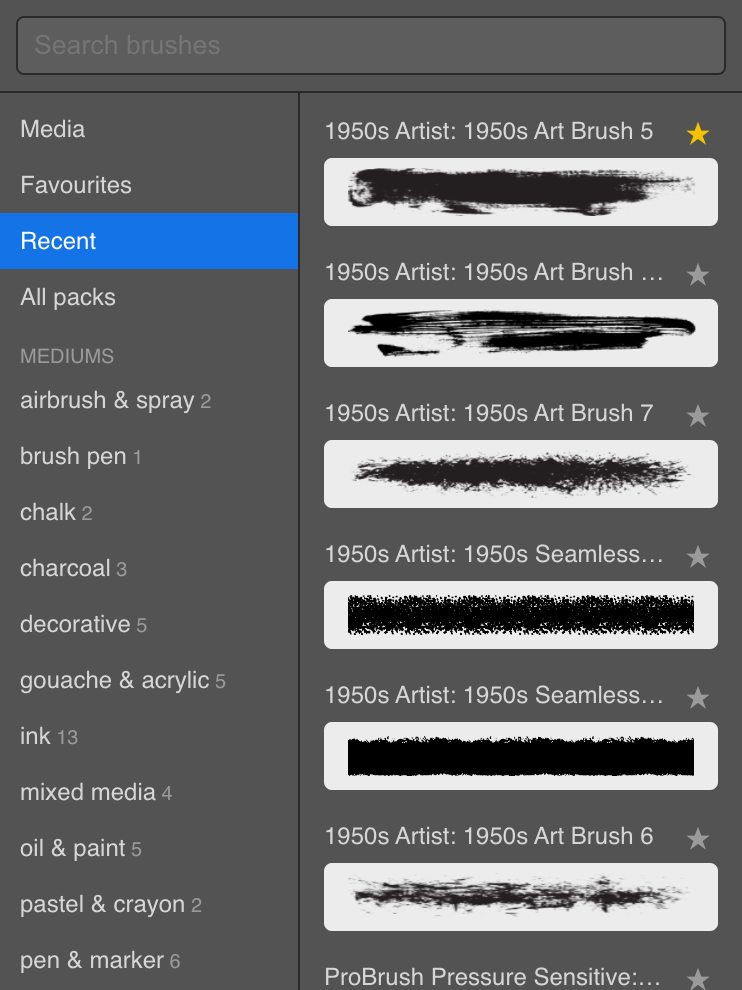 Search brushes
Media
Favourites
Recent
All packs
MEDIUMS
airbrush & spray 2
brush pen 1
chalk 2
charcoal 3
decorative 5
gouache & acrylic 5
ink 13
mixed media 4
oil & paint 5
pastel & crayon 2
pen & marker 6
1950s Artist: 1950s Art Brush 5
1950s Artist: 1950s Art Brush …
1950s Artist: 1950s Art Brush 7
1950s Artist: 1950s Seamless…
1950s Artist: 1950s Seamless…
1950s Artist: 1950s Art Brush 6
ProBrush Pressure Sensitive:…